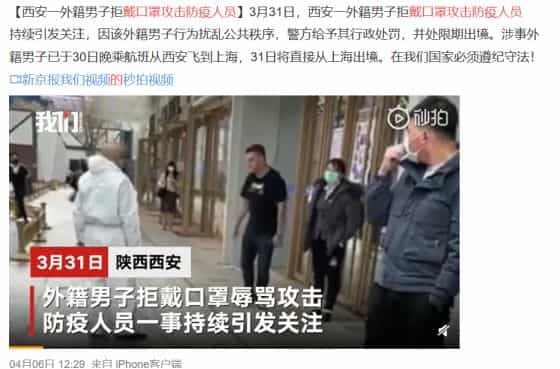 【西安一外籍男子拒戴口罩攻击防疫人员】3月31日，西安一外籍男子拒戴口罩攻击防疫人员
持续引发关注，因该外籍男子行为扰乱公共秩序，警方给予其行政处罚，并处限期出境。涉事外
籍男子已于30日晚乘航班从西安飞到上海，31日将直接从上海出境。在我们国家必须遵纪守法！
新京报我们视频的秒拍视频
我们
秒拍
3月31日 陕西西安
外籍男子拒戴口罩辱骂攻击
防疫人员一事持续引发关注
04月06日 12:29 来自 iPhone客户端